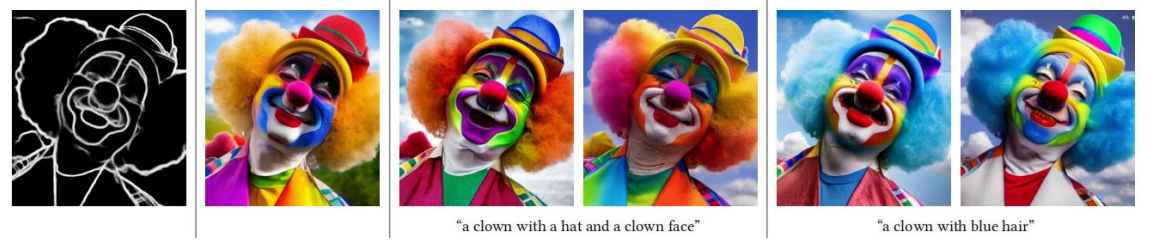 “a clown with a hat and a clown face”
“a clown with blue hair”